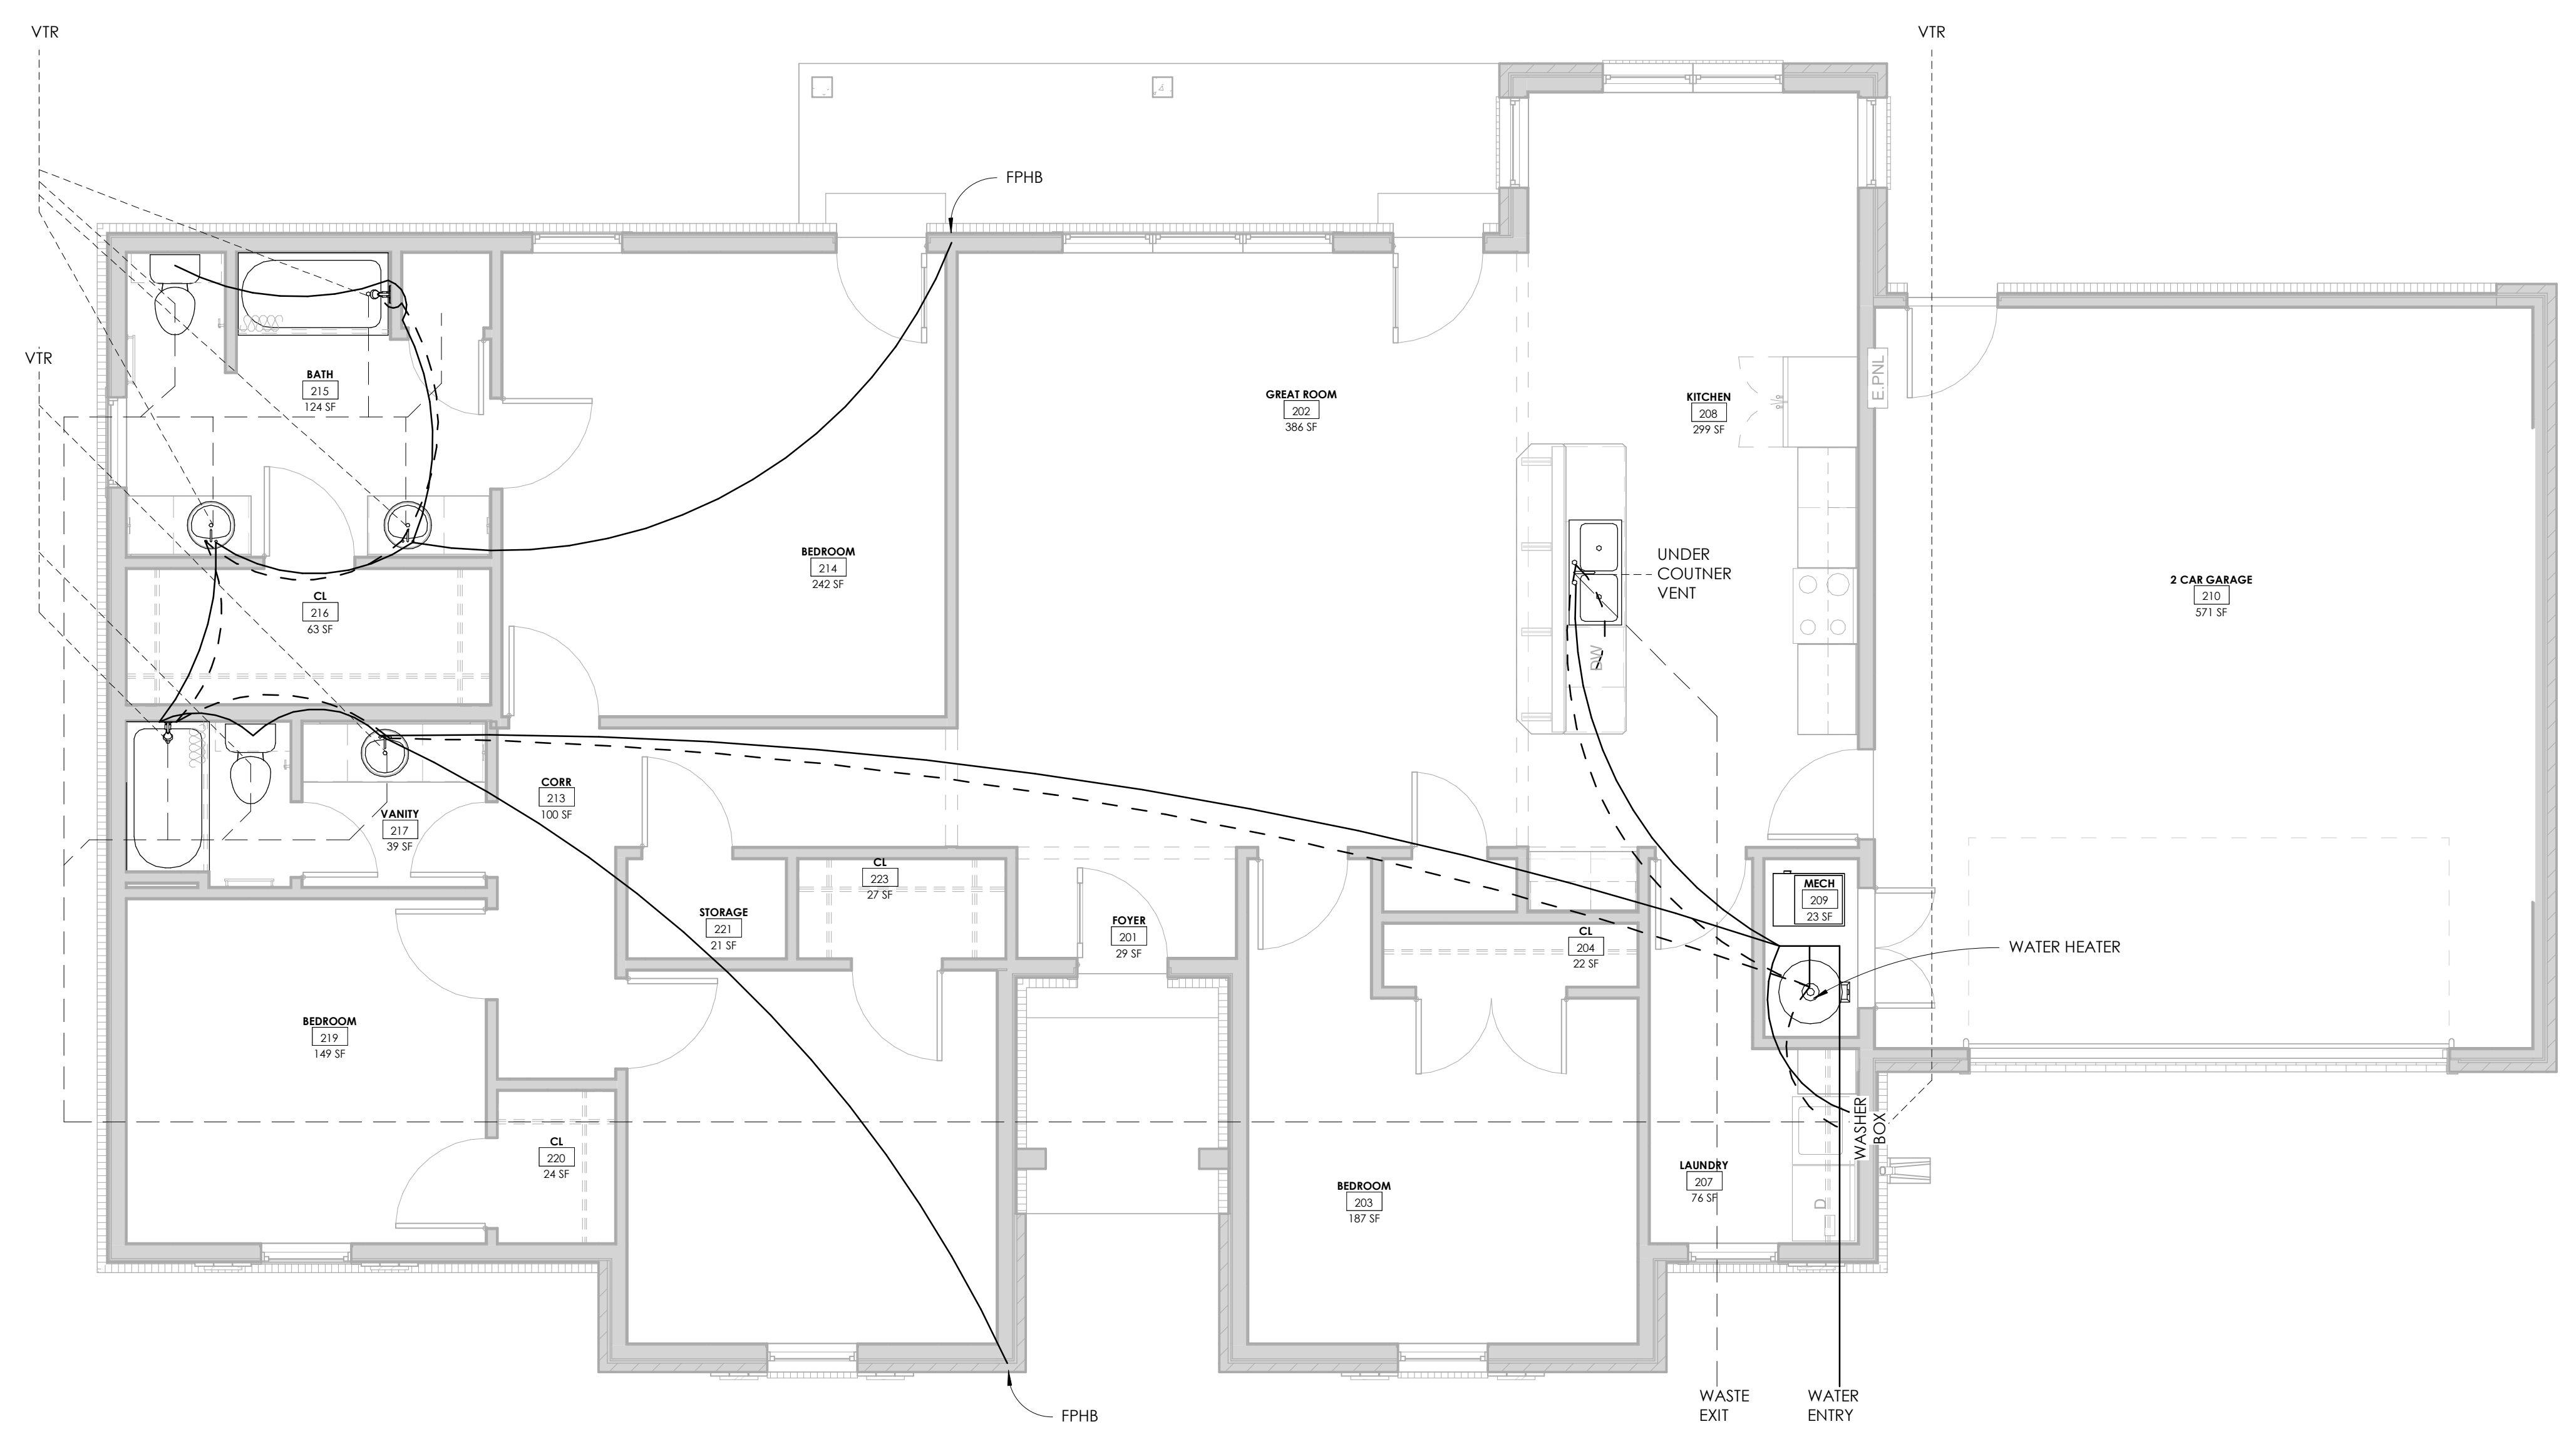 VTR
VTR
FPHB
VTR
BATH
215
124 SF
GREAT ROOM
202
386 SF
KITCHEN
208
299 SF
E.PNL
BEDROOM
214
242 SF
UNDER
COUTNER
VENT
2 CAR GARAGE
210
571 SF
CL
216
63 SF
DW
CORR
213
100 SF
VANITY
217
39 SF
CL
223
27 SF
STORAGE
221
21 SF
FOYER
201
29 SF
CL
204
22 SF
MECH
209
23 SF
WATER HEATER
BEDROOM
219
149 SF
WASHER
BOX
CL
220
24 SF
BEDROOM
203
187 SF
LAUNDRY
207
76 SF
D
FPHB
WASTE
EXIT
WATER
ENTRY